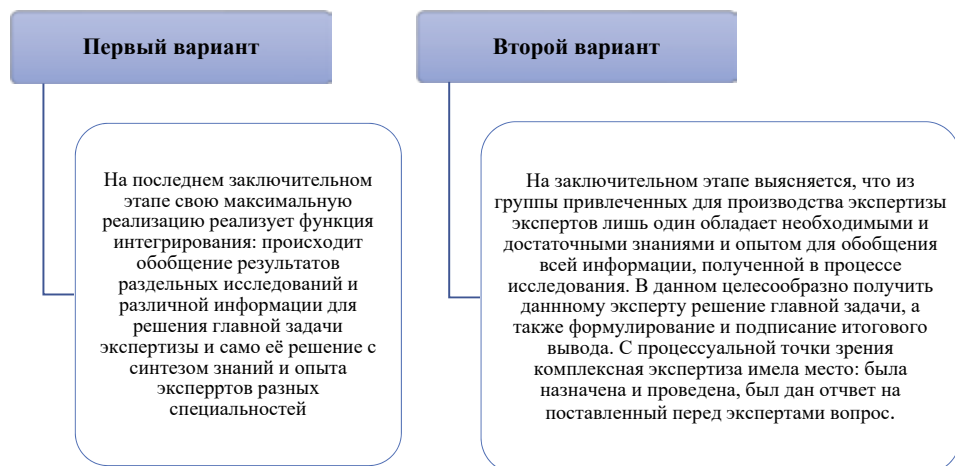 Первый вариант
На последнем заключительном
этапе свою максимальную
реализацию реализует функция
интегрирования: происходит
обобщение результатов
раздельных исследований и
различной информации для
решения главной задачи
экспертизы и само её решение с
синтезом знаний и опыта
эксперртов разных
специальностей
Второй вариант
На заключительном этапе выясняется, что из
группы привлеченных для производства экспертизы
экспертов лишь один обладает необходимыми и
достаточными знаниями и опытом для обобщения
всей информации, полученной в процессе
исследования. В данном целесообразно получить
даннному эксперту решение главной задачи, а
также формулирование и подписание итогового
вывода. С процессуальной точки зрения
комплексная экспертиза имела место: была
назначена и проведена, был дан отчвет на
поставленный перед экспертами вопрос.